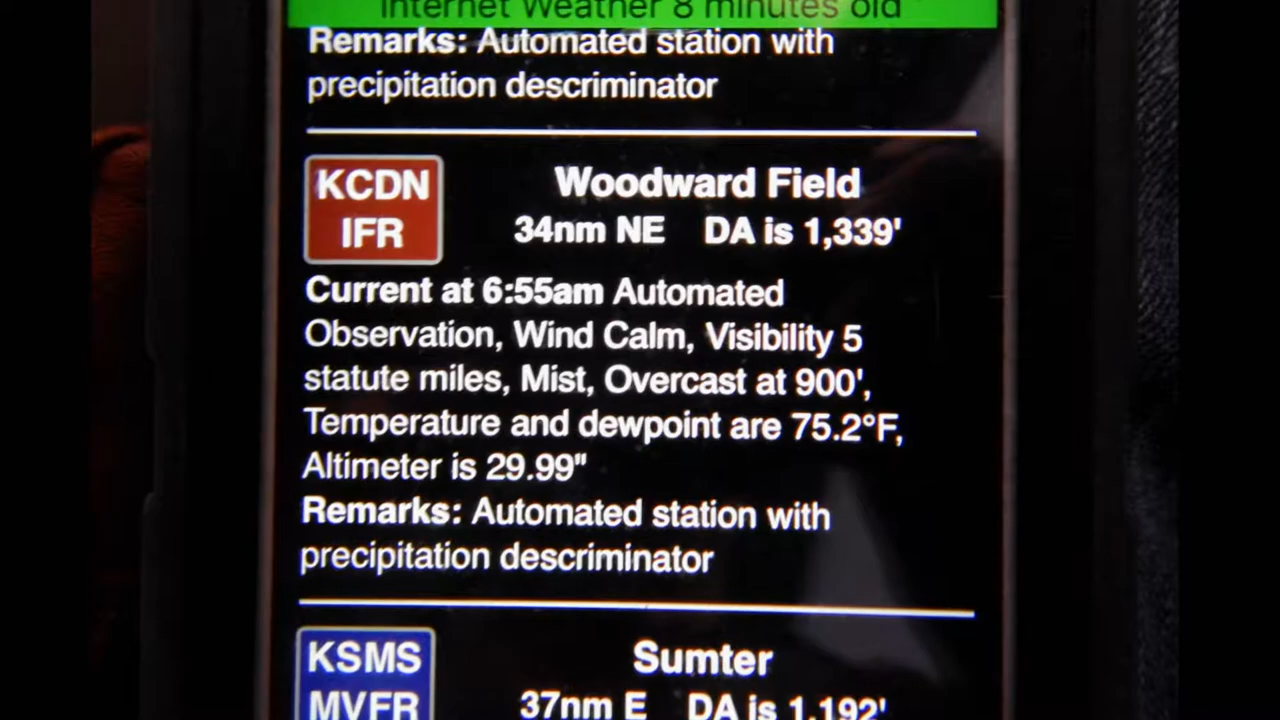 Internet Weather 8 minutes old
Remarks: Automated station with
precipitation descriminator
KCDN
IFR
Woodward Field
34nm NE DA is 1,339'
Current at 6:55am Automated
Observation, Wind Calm, Visibility 5
statute miles, Mist, Overcast at 900',
Temperature and dewpoint are 75.2°F,
Altimeter is 29.99"
Remarks: Automated station with
precipitation descriminator
KSMS
MVFR
Sumter
37nm E DA is 1,192'